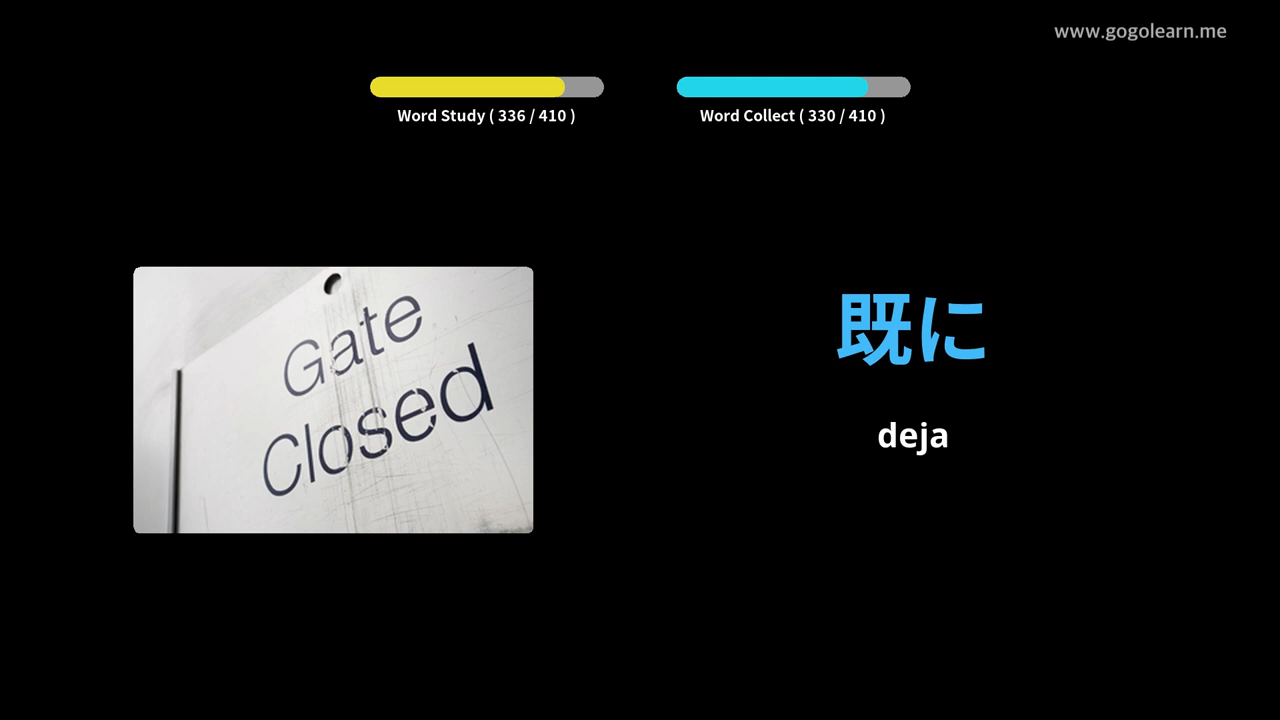 www.gogolearn.me
Word Study ( 336 / 410 )
Word Collect ( 330 / 410 )
Gate
Closed
既に
deja